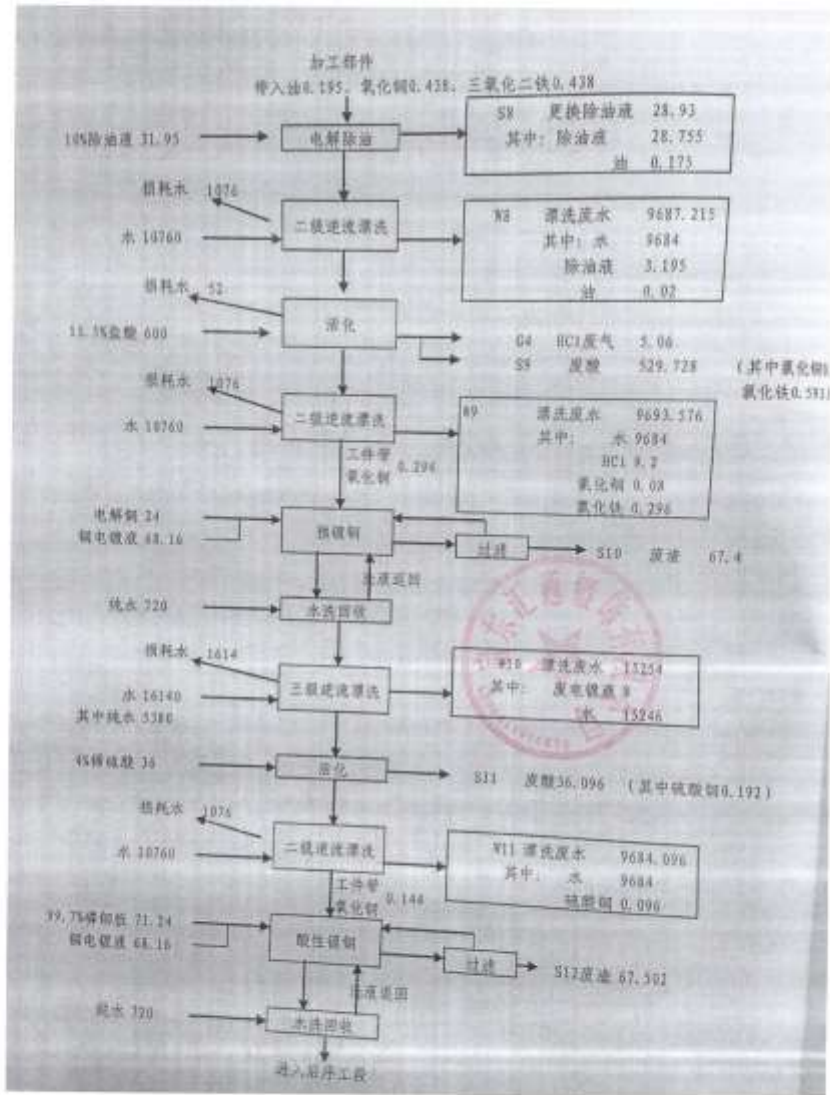 加工部件
带入油0.195、氧化铜0.438、三氧化二铁0.438
10%除油液 31.95
电解除油
S8 更换除油液 28.93
其中：除油液 28.755
油 0.175
损耗水 1076
水 10760
二级逆流漂洗
W8 漂洗废水 9687.215
其中：水 9684
除油液 3.195
油 0.02
损耗水 52
盐酸 600
活化
G4 HCl废气 5.06
S9 废酸 529.728
(其中氯化铜
氯化铁0.591
损耗水 1076
水 10760
二级逆流漂洗
W9 漂洗废水 9693.576
其中： 水 9684
HCl 9.2
氯化铜 0.08
氯化铁 0.296
工件带
氧化铜 0.296
电解铜 24
铜电镀液 68.16
预镀铜
过滤
S10 废渣 67.4
洗液返回
纯水 720
水洗回收
损耗水 1614
水 16140
其中纯水 5380
三级逆流漂洗
W10 漂洗废水 15254
其中： 废电镀液 8
水 15246
4%稀硫酸 36
活化
S11 废酸36.096 (其中硫酸铜0.192)
损耗水 1076
水 10760
二级逆流漂洗
W11 漂洗废水 9684.096
其中： 水 9684
硫酸铜 0.096
工件带
氧化铜 0.144
99.7%磷铜板 71.24
铜电镀液 68.16
酸性镀铜
过滤
S12废渣 67.502
洗液返回
纯水 720
水洗回收
进入后序工段